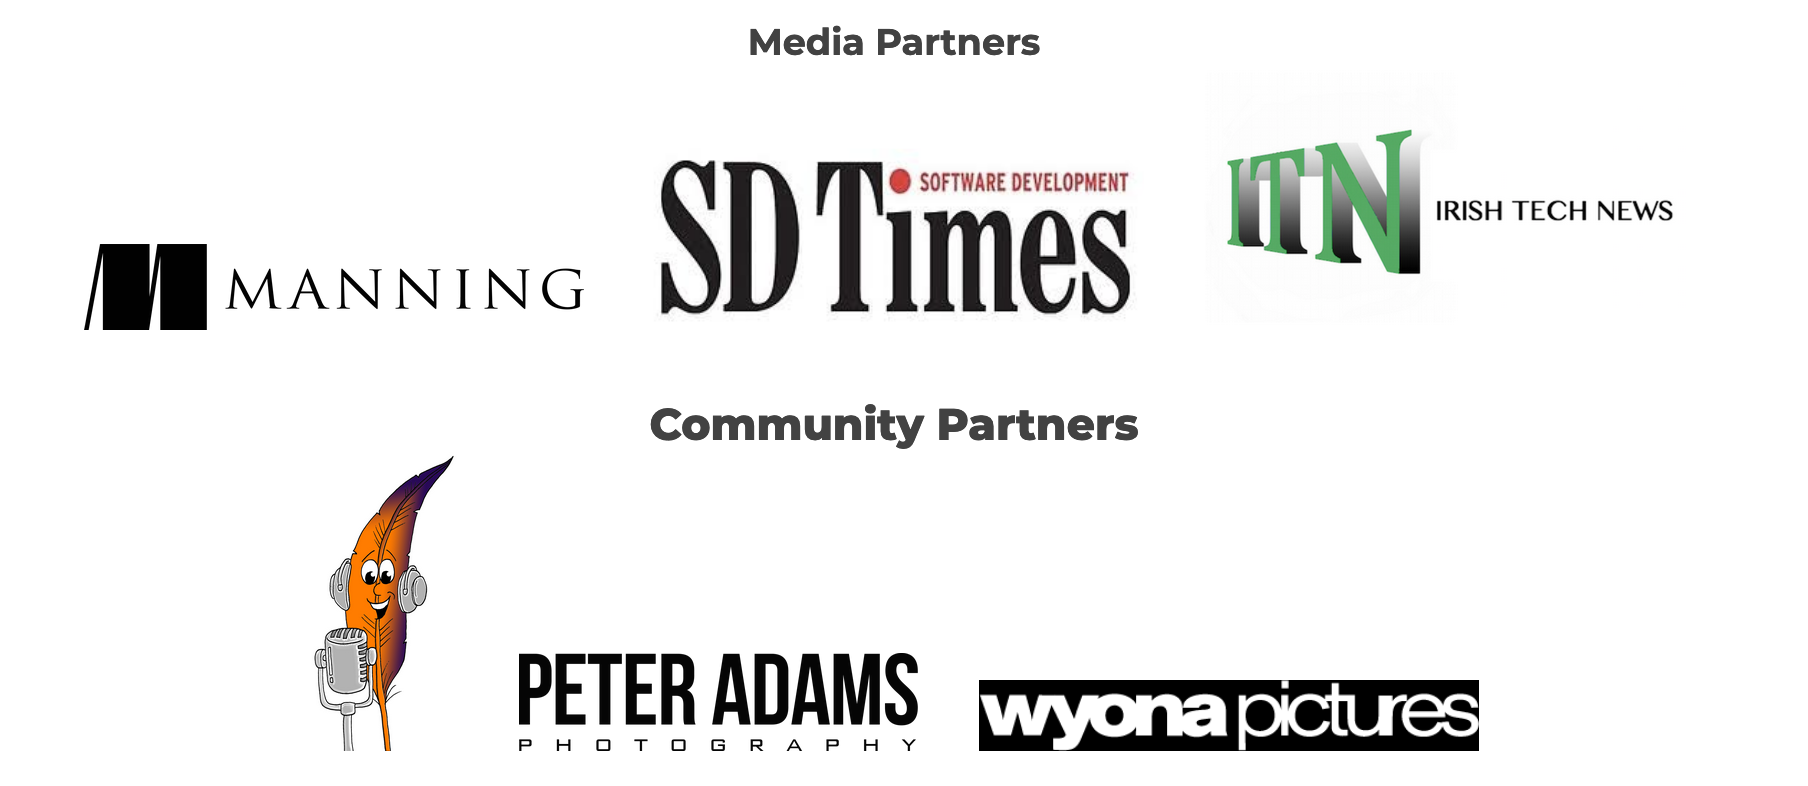 Media Partners
MANNING
SD Times
SOFTWARE DEVELOPMENT
ITN
IRISH TECH NEWS
Community Partners
PETER ADAMS
PHOTOGRAPHY
wyona pictures